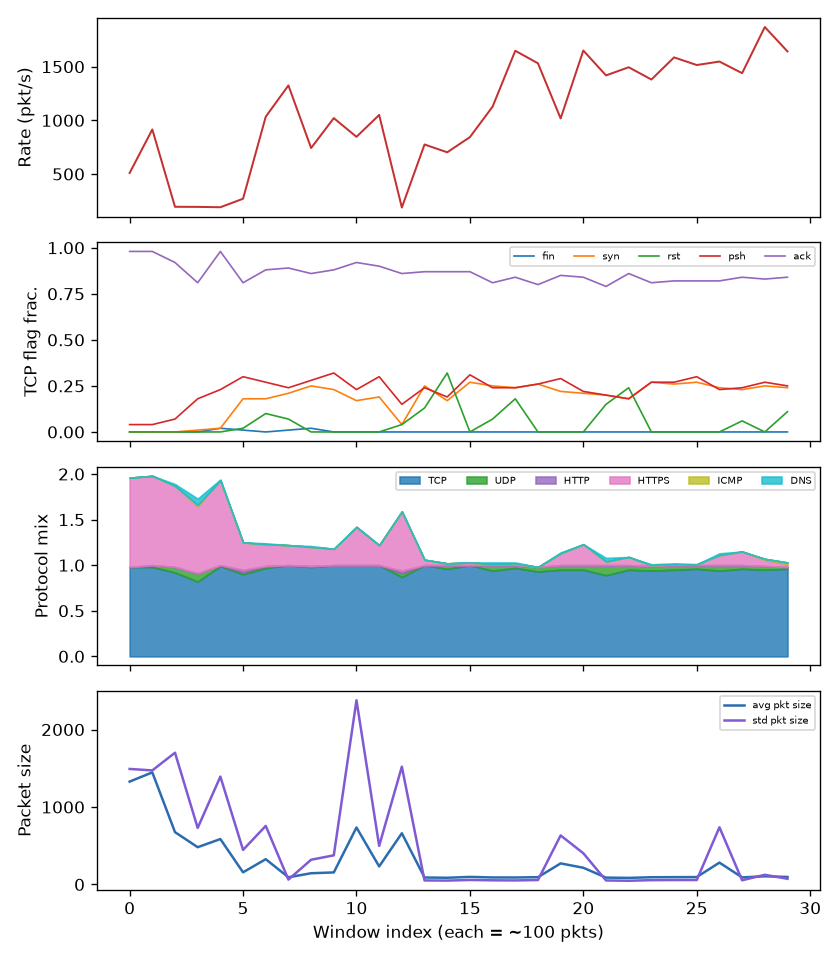 Rate (pkt/s)
1500
1000
500
TCP flag frac.
1.00
0.75
0.50
0.25
0.00
fin syn rst psh ack
Protocol mix
2.0
1.5
1.0
0.5
0.0
TCP UDP HTTP HTTPS ICMP DNS
Packet size
2000
1000
0
avg pkt size
std pkt size
0 5 10 15 20 25 30
Window index (each = ~100 pkts)